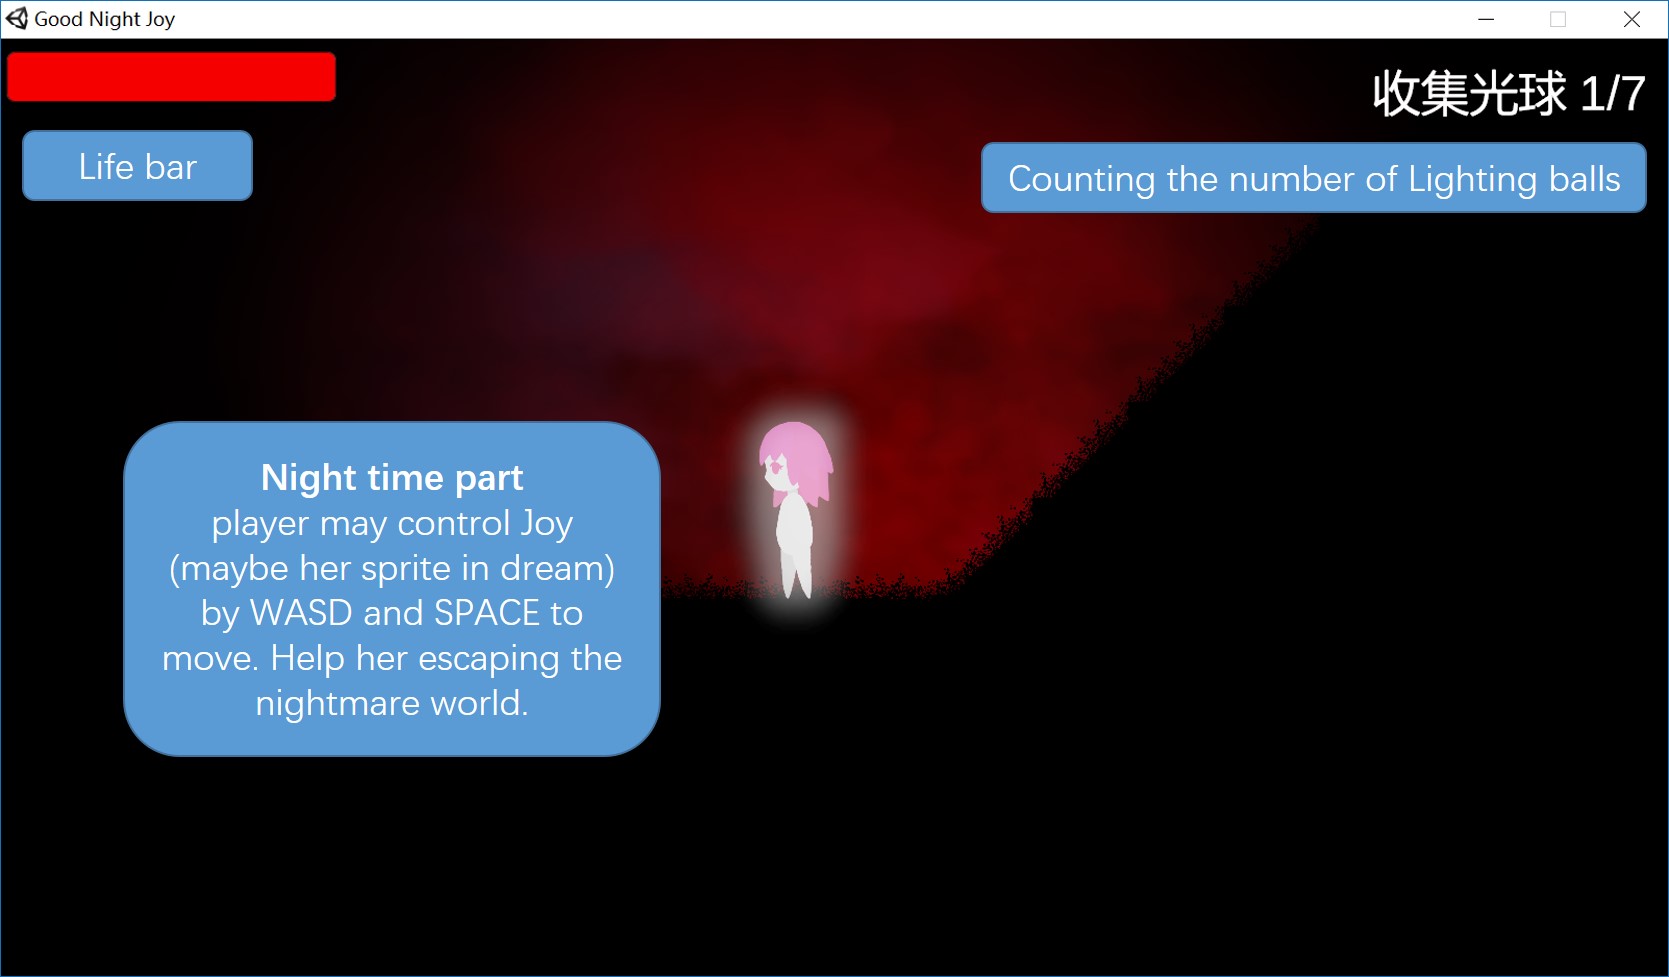 Good Night Joy
收集光球 1/7
Life bar
Counting the number of Lighting balls
Night time part
player may control Joy
(maybe her sprite in dream)
by WASD and SPACE to
move. Help her escaping the
nightmare world.